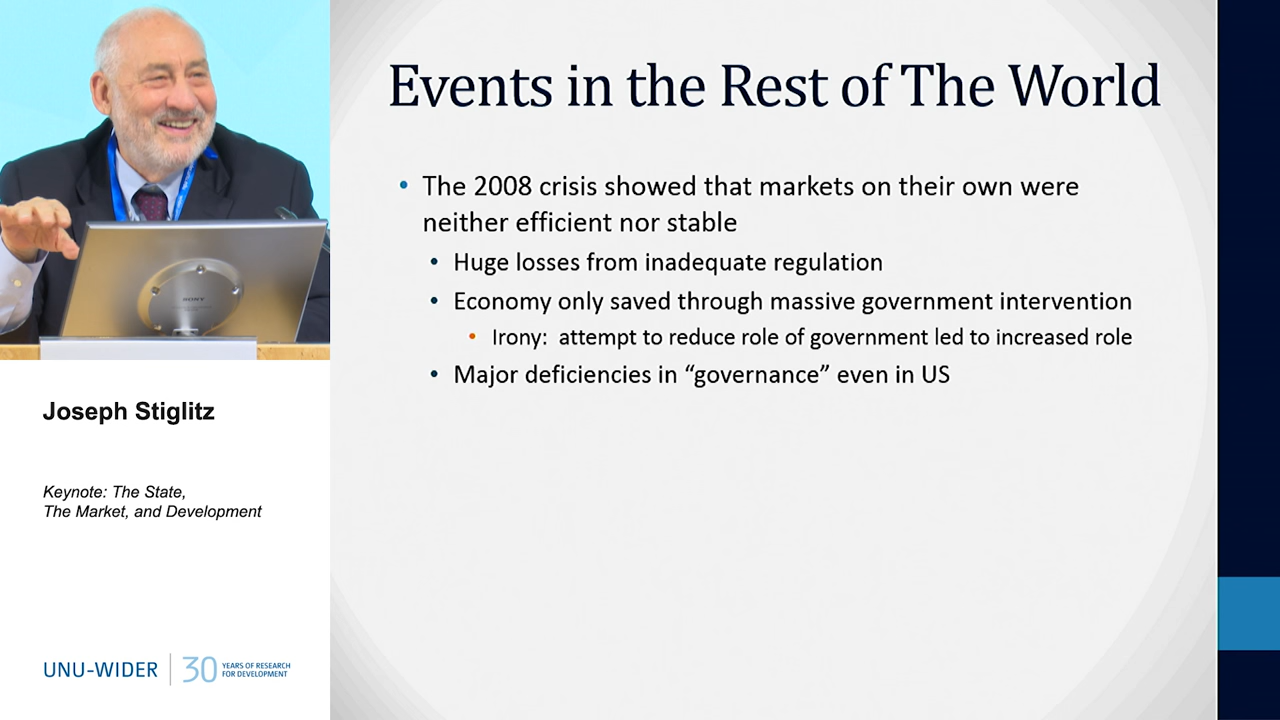 SONY
Joseph Stiglitz
Keynote: The State,
The Market, and Development
UNU-WIDER
30 YEARS OF RESEARCH
FOR DEVELOPMENT
Events in the Rest of The World
• The 2008 crisis showed that markets on their own were
neither efficient nor stable
• Huge losses from inadequate regulation
• Economy only saved through massive government intervention
• Irony: attempt to reduce role of government led to increased role
• Major deficiencies in “governance” even in US